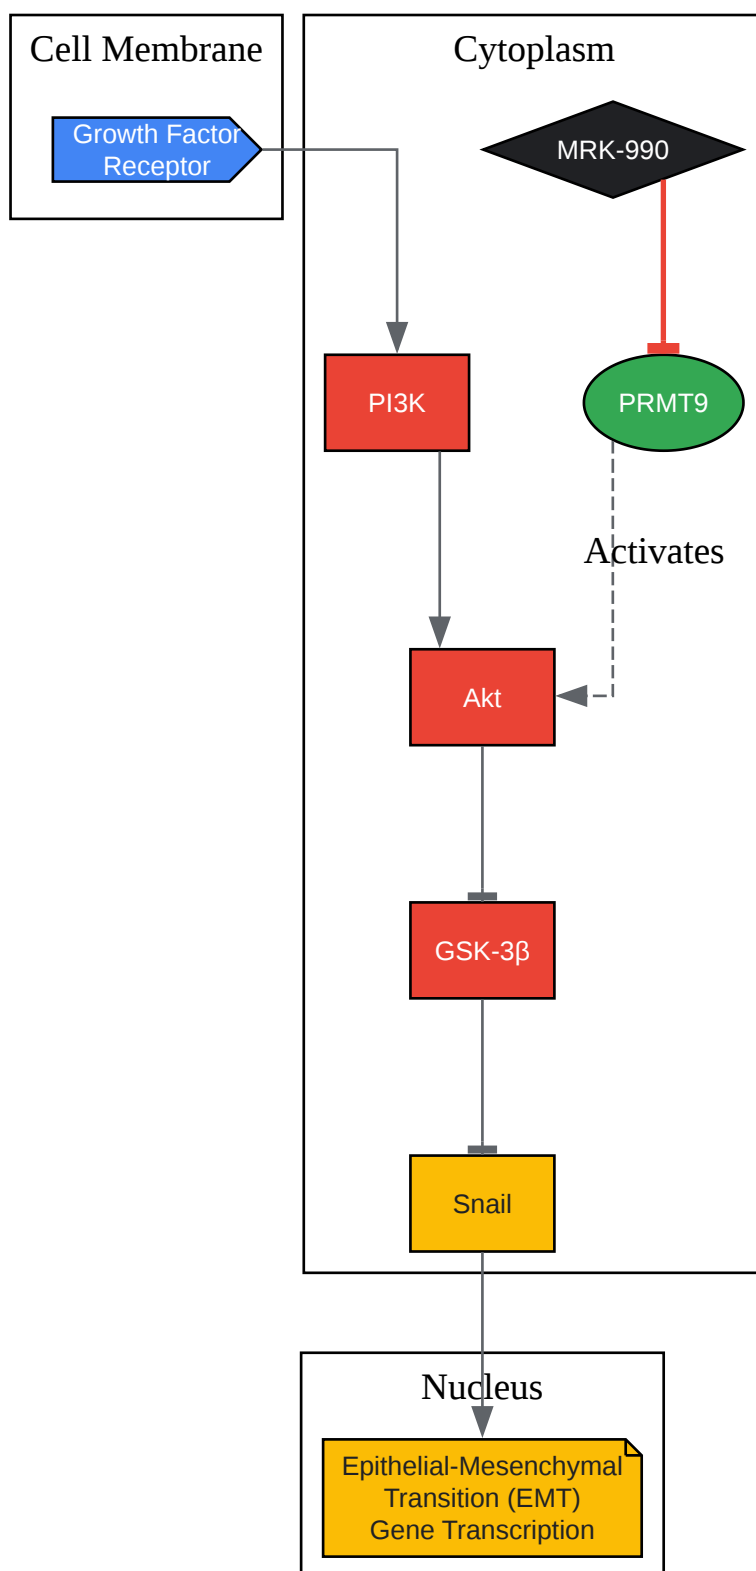 Cell Membrane
Cytoplasm
Growth Factor
Receptor
MRK-990
PI3K
PRMT9
Activates
Akt
GSK-3β
Snail
Nucleus
Epithelial-Mesenchymal
Transition (EMT)
Gene Transcription